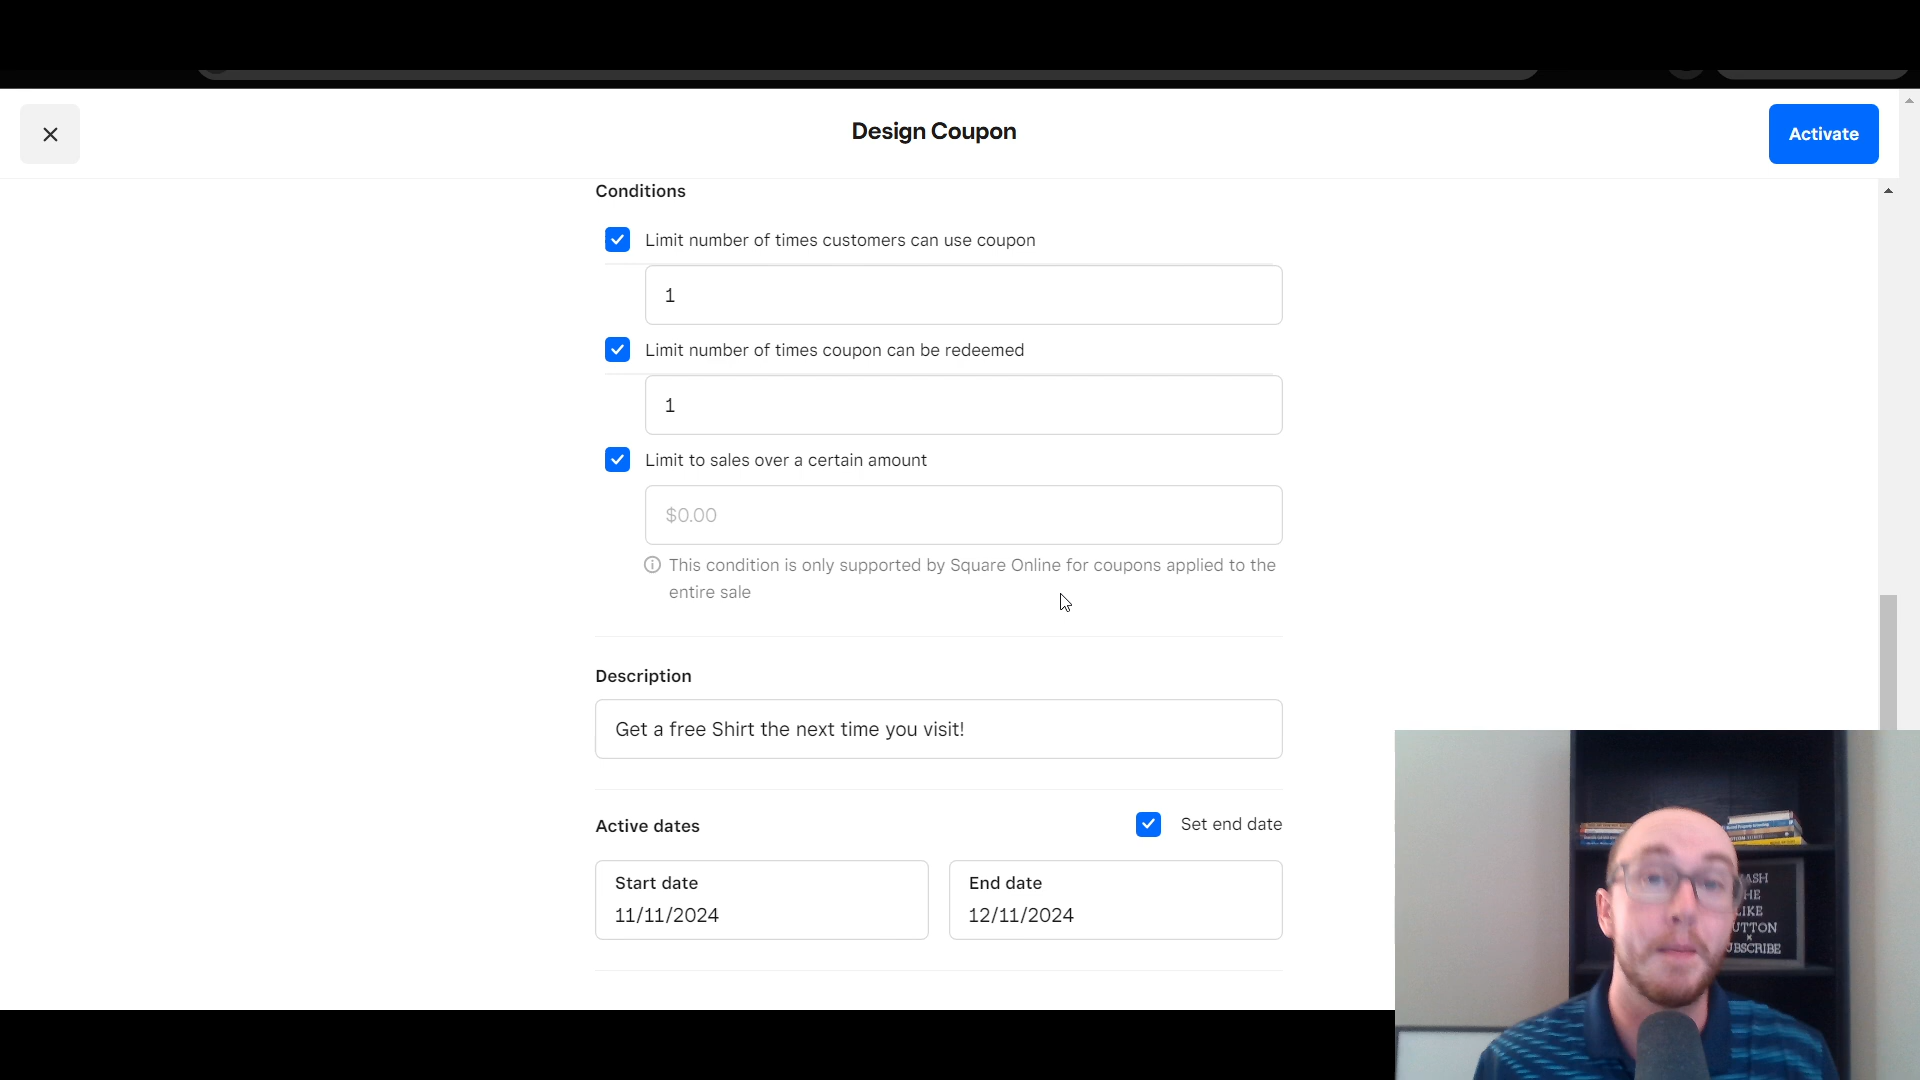 Design Coupon
Activate
Conditions
Limit number of times customers can use coupon
1
Limit number of times coupon can be redeemed
1
Limit to sales over a certain amount
$0.00
This condition is only supported by Square Online for coupons applied to the
entire sale
Description
Get a free Shirt the next time you visit!
Active dates
Set end date
Start date
11/11/2024
End date
12/11/2024
LIKE